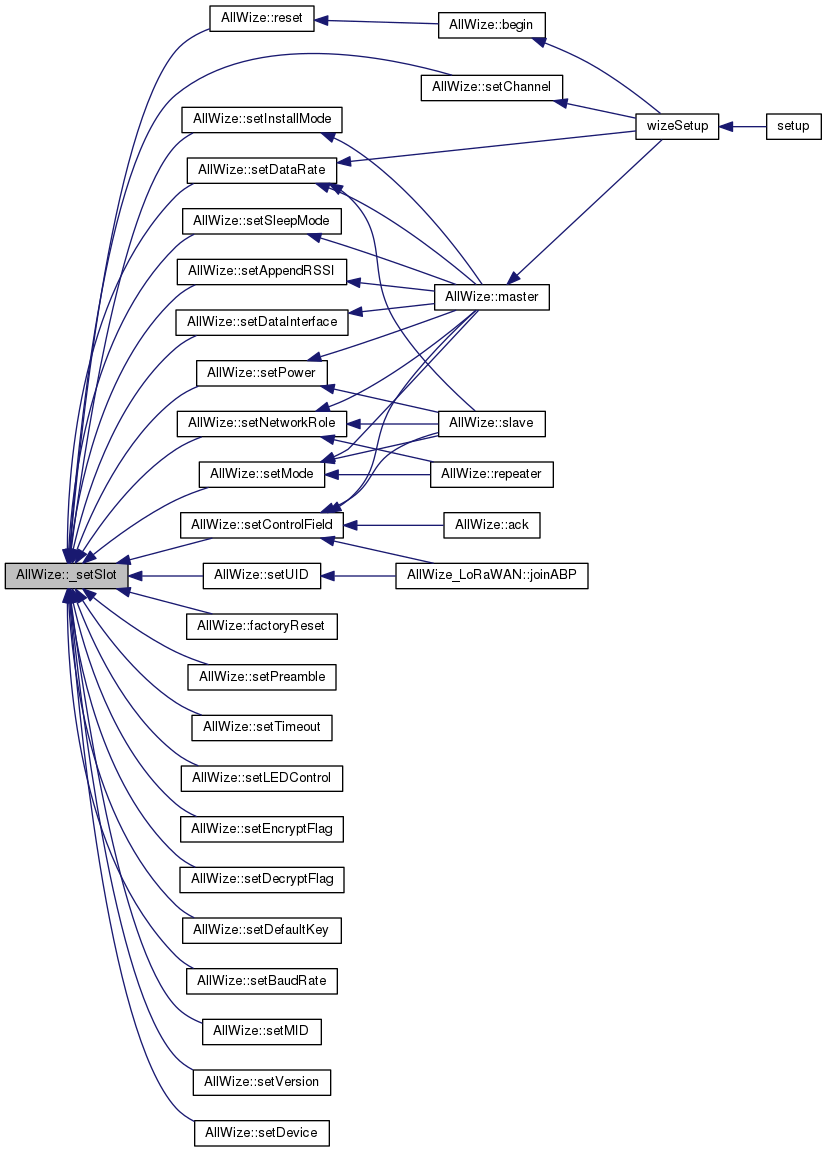 AllWize::reset
AllWize::begin
AllWize::setChannel
AllWize::setInstallMode
wizeSetup
setup
AllWize::setDataRate
AllWize::setSleepMode
AllWize::setAppendRSSI
AllWize::master
AllWize::setDataInterface
AllWize::setPower
AllWize::setNetworkRole
AllWize::slave
AllWize::setMode
AllWize::repeater
AllWize::setControlField
AllWize::ack
AllWize::_setSlot
AllWize::setUID
AllWize_LoRaWAN::joinABP
AllWize::factoryReset
AllWize::setPreamble
AllWize::setTimeout
AllWize::setLEDControl
AllWize::setEncryptFlag
AllWize::setDecryptFlag
AllWize::setDefaultKey
AllWize::setBaudRate
AllWize::setMID
AllWize::setVersion
AllWize::setDevice